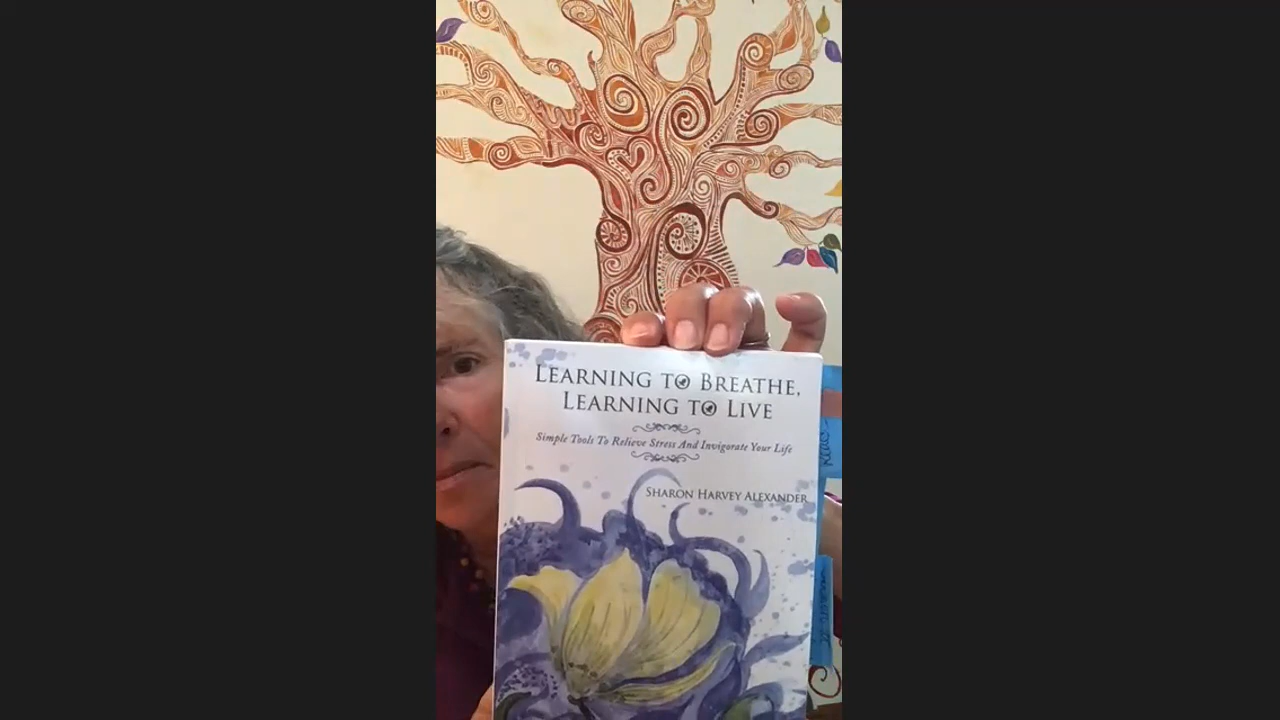 LEARNING TO BREATHE,
LEARNING TO LIVE
Simple Tools To Relieve Stress And Invigorate Your Life
SHARON HARVEY ALEXANDER